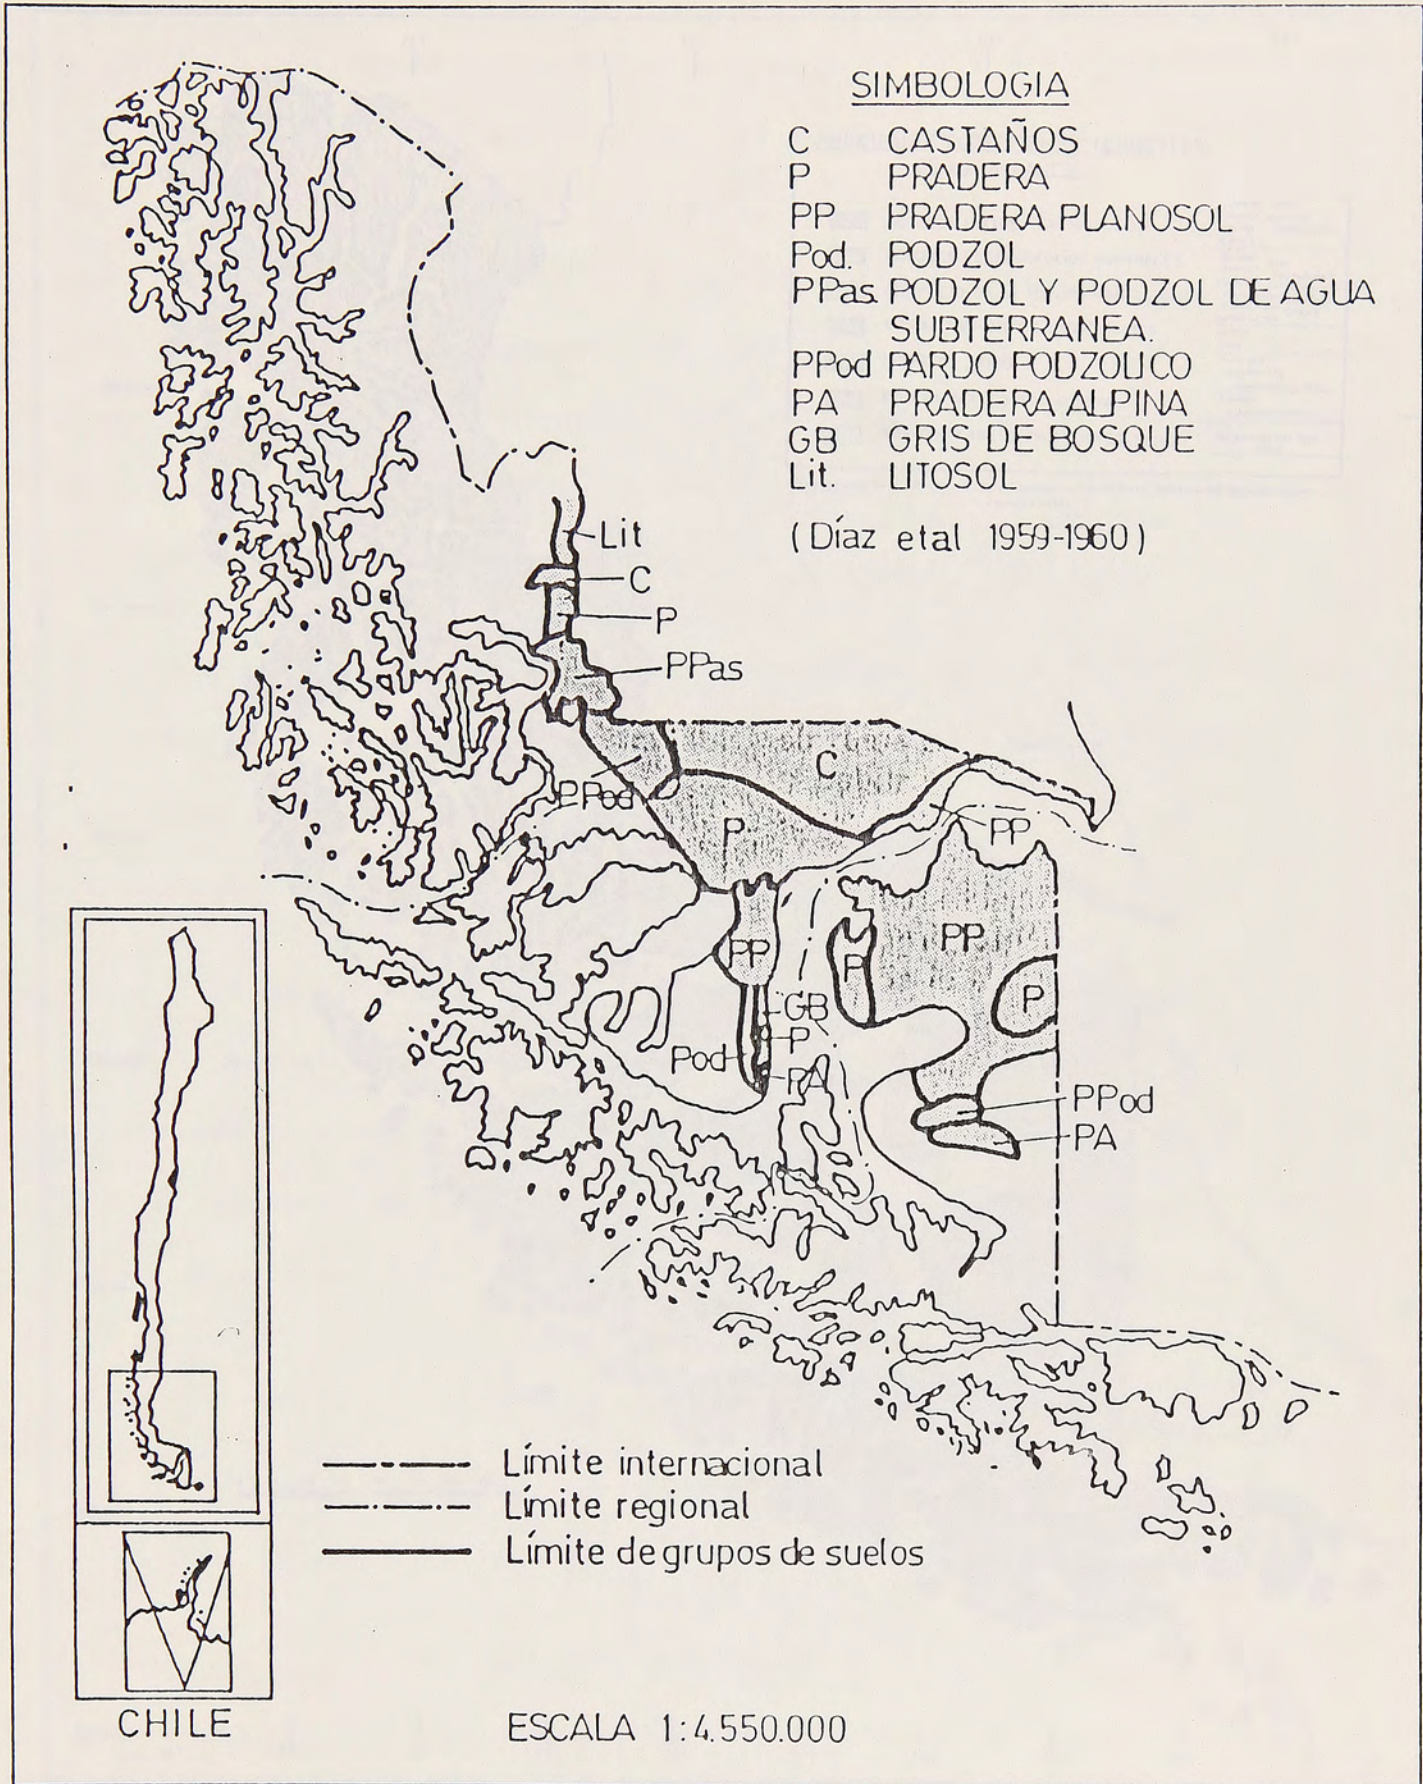 SIMBOLOGIA
C CASTAÑOS
P PRADERA
PP PRADERA PLANOSOL
Pod. PODZOL
PPas. PODZOL Y PODZOL DE AGUA
SUBTERRANEA.
PPod PARDO PODZOLICO
PA PRADERA ALPINA
GB GRIS DE BOSQUE
Lit. LITOSOL
(Díaz etal 1959-1960)
Lit
C
P
PPas
C
PPod
P
PP
PP
PP
P
P
GB
P
Pod
PA
PPod
PA
Límite internacional
Límite regional
Límite de grupos de suelos
CHILE
ESCALA 1:4.550.000